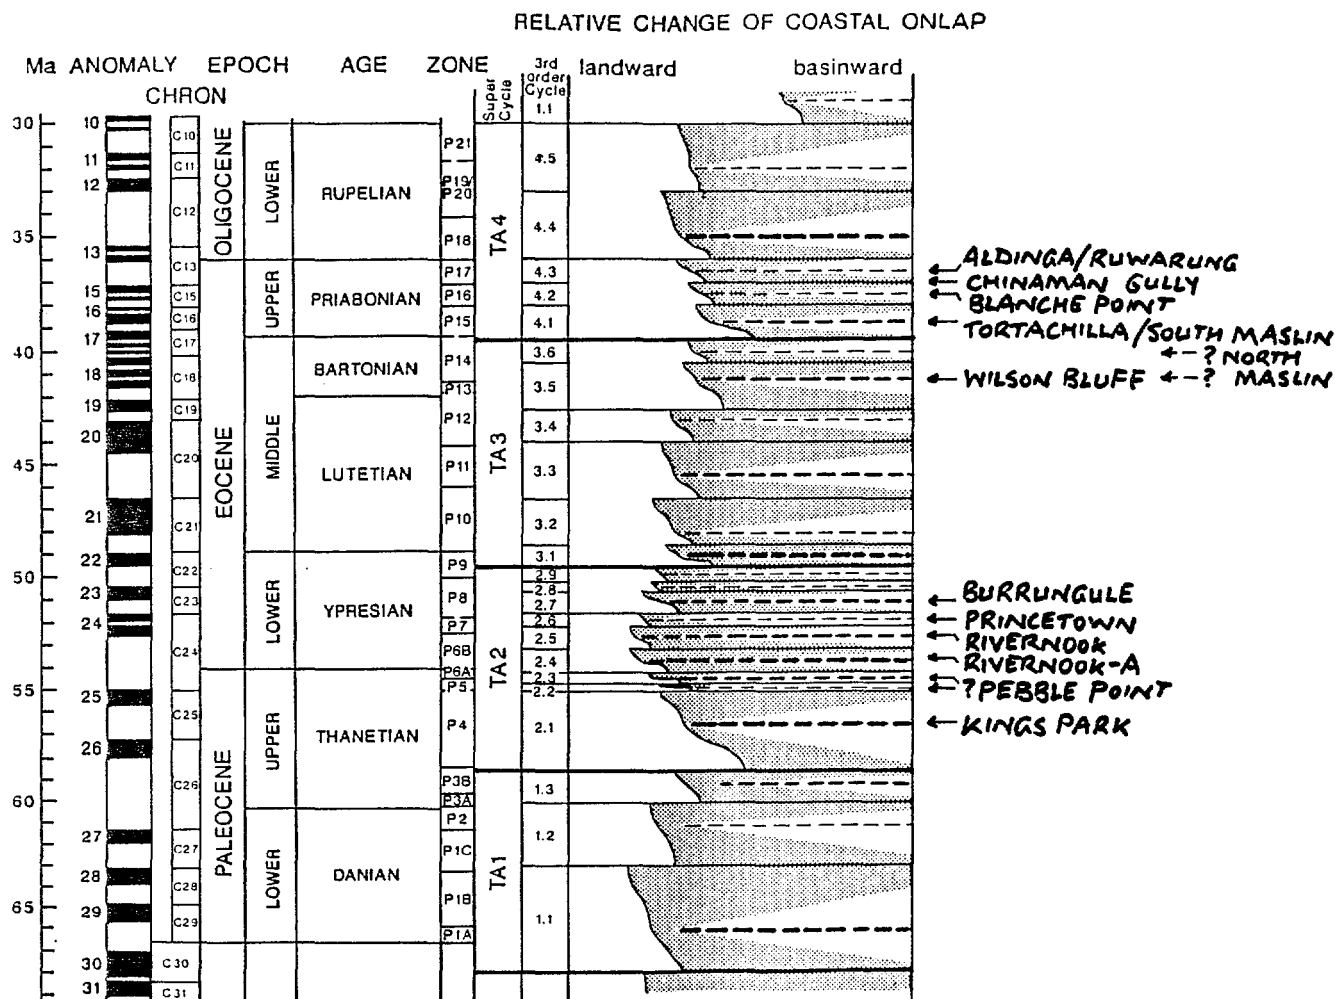 RELATIVE CHANGE OF COASTAL ONLAP
Ma ANOMALY EPOCH AGE ZONE
CHRON
Super Cycle
3rd order Cycle
landward basinward
30
35
40
45
50
55
60
65
10
11
12
13
15
16
17
18
19
20
21
22
23
24
25
26
27
28
29
30
31
C10
C11
C12
C13
C15
C16
C17
C18
C19
C20
C21
C22
C23
C24
C25
C26
C27
C28
C29
C30
C31
OLIGOCENE
EOCENE
PALEOCENE
LOWER
UPPER
MIDDLE
LOWER
UPPER
LOWER
RUPELIAN
PRIABONIAN
BARTONIAN
LUTETIAN
YPRESIAN
THANETIAN
DANIAN
P21
P19/
P20
P18
P17
P16
P15
P14
P13
P12
P11
P10
P9
P8
P7
P6B
P6A
P5
P4
P3B
P3A
P2
P1C
P1B
P1A
TA4
TA3
TA2
TA1
1.1
4.5
4.4
4.3
4.2
4.1
3.6
3.5
3.4
3.3
3.2
3.1
2.9
2.8
2.7
2.6
2.5
2.4
2.3
2.2
2.1
1.3
1.2
1.1
ALDINGA/RUWARUNG
CHINAMAN GULLY
BLANCHE POINT
TORTACHILLA/SOUTH MASLIN
? NORTH
WILSON BLUFF ? MASLIN
BURRUNGULE
PRINCETOWN
RIVERNOOK
RIVERNOOK-A
?PEBBLE POINT
KINGS PARK